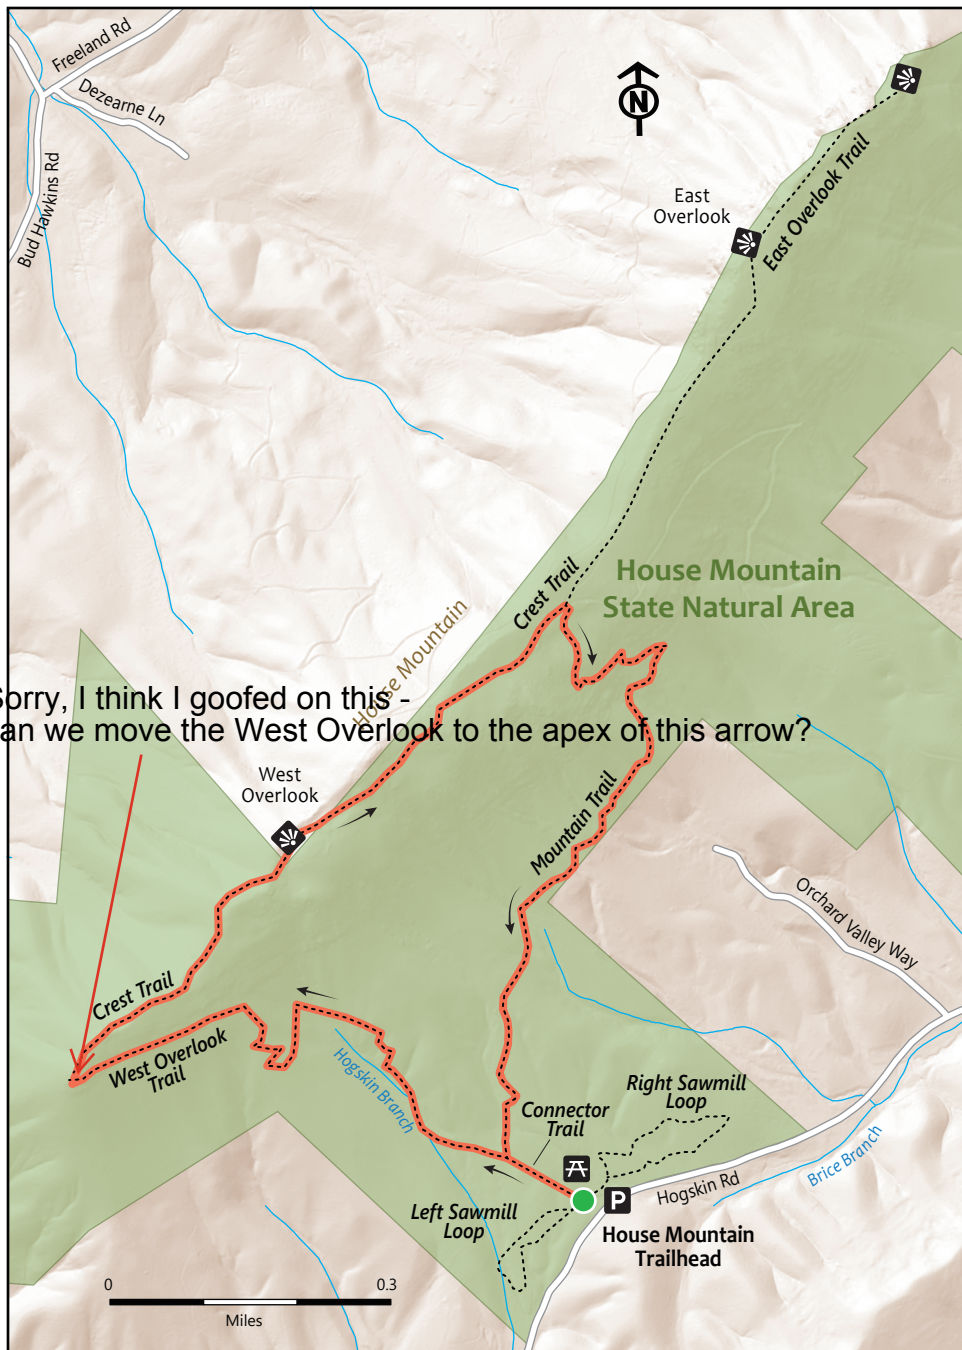 Freeland Rd
Dezearne Ln
Bud Hawkins Rd
N
East
Overlook
East Overlook Trail
House Mountain
State Natural Area
Crest Trail
House Mountain
Sorry, I think I goofed on this -
an we move the West Overlook to the apex of this arrow?
West
Overlook
Mountain Trail
Orchard Valley Way
Crest Trail
West Overlook
Trail
Hogskin Branch
Right Sawmill
Loop
Connector
Trail
Brice Branch
Hogskin Rd
P
Left Sawmill
Loop
House Mountain
Trailhead
0 0.3
Miles